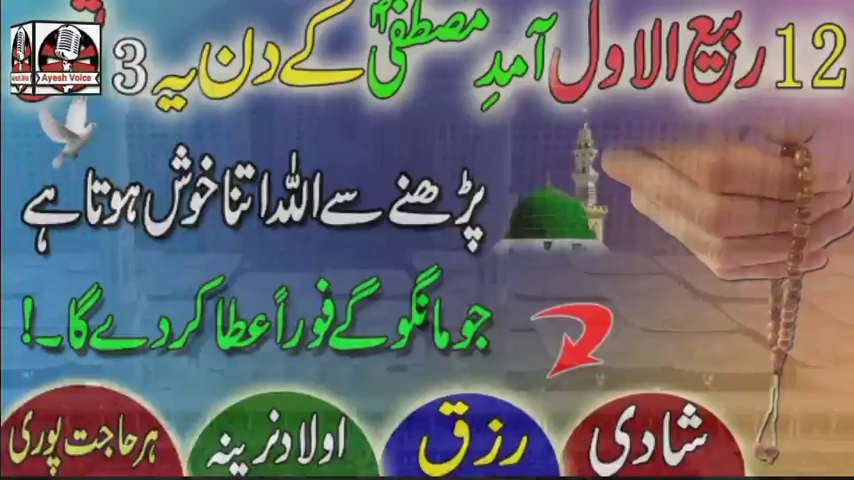 12 ربیع الاول آمدِ مصطفیٰؐ کے دن یہ 3
پڑھنے سے اللہ اتنا خوش ہوتا ہے
جو مانگو گے فوراً عطا کر دے گا۔!
شادی
رزق
اولاد نرینہ
ہر حاجت پوری
Ayesh Voice